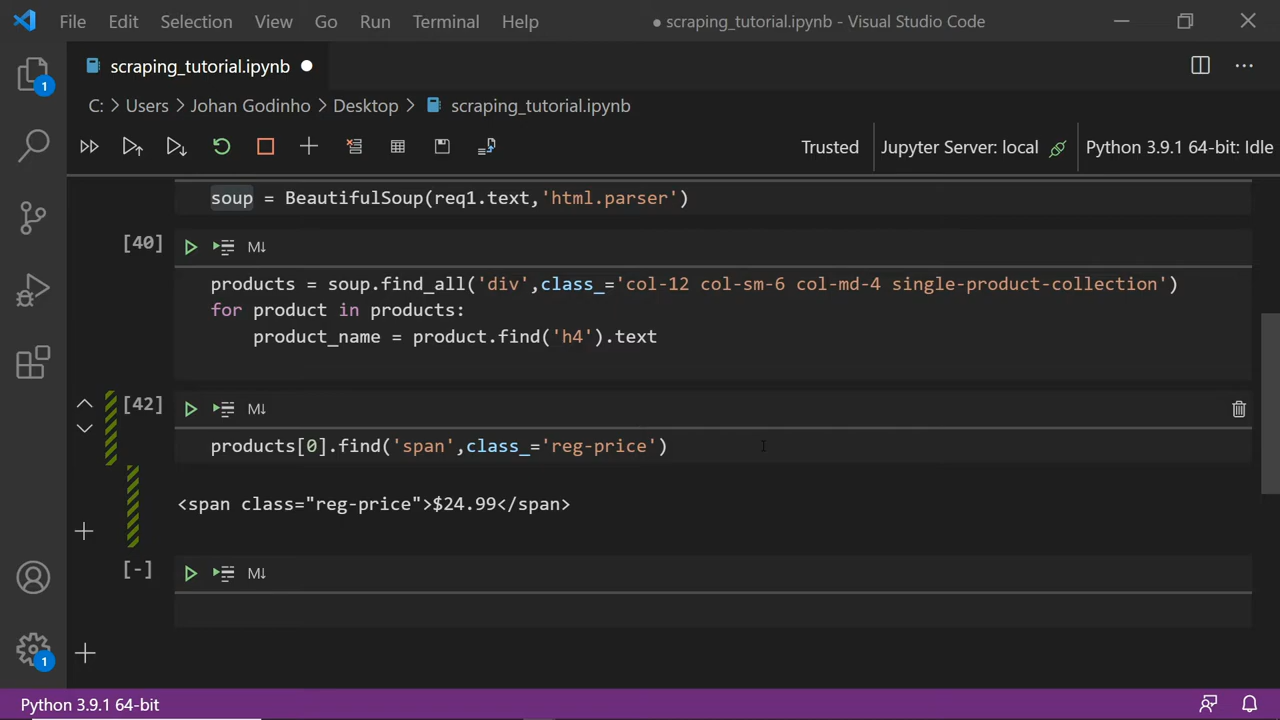 File Edit Selection View Go Run Terminal Help ● scraping_tutorial.ipynb - Visual Studio Code
scraping_tutorial.ipynb
1
C: > Users > Johan Godinho > Desktop > scraping_tutorial.ipynb
Trusted Jupyter Server: local Python 3.9.1 64-bit: Idle
soup = BeautifulSoup(req1.text,'html.parser')
[40] M↓
products = soup.find_all('div',class_='col-12 col-sm-6 col-md-4 single-product-collection')
for product in products:
    product_name = product.find('h4').text
[42] M↓
products[0].find('span',class_='reg-price')
<span class="reg-price">$24.99</span>
[-] M↓
1
Python 3.9.1 64-bit